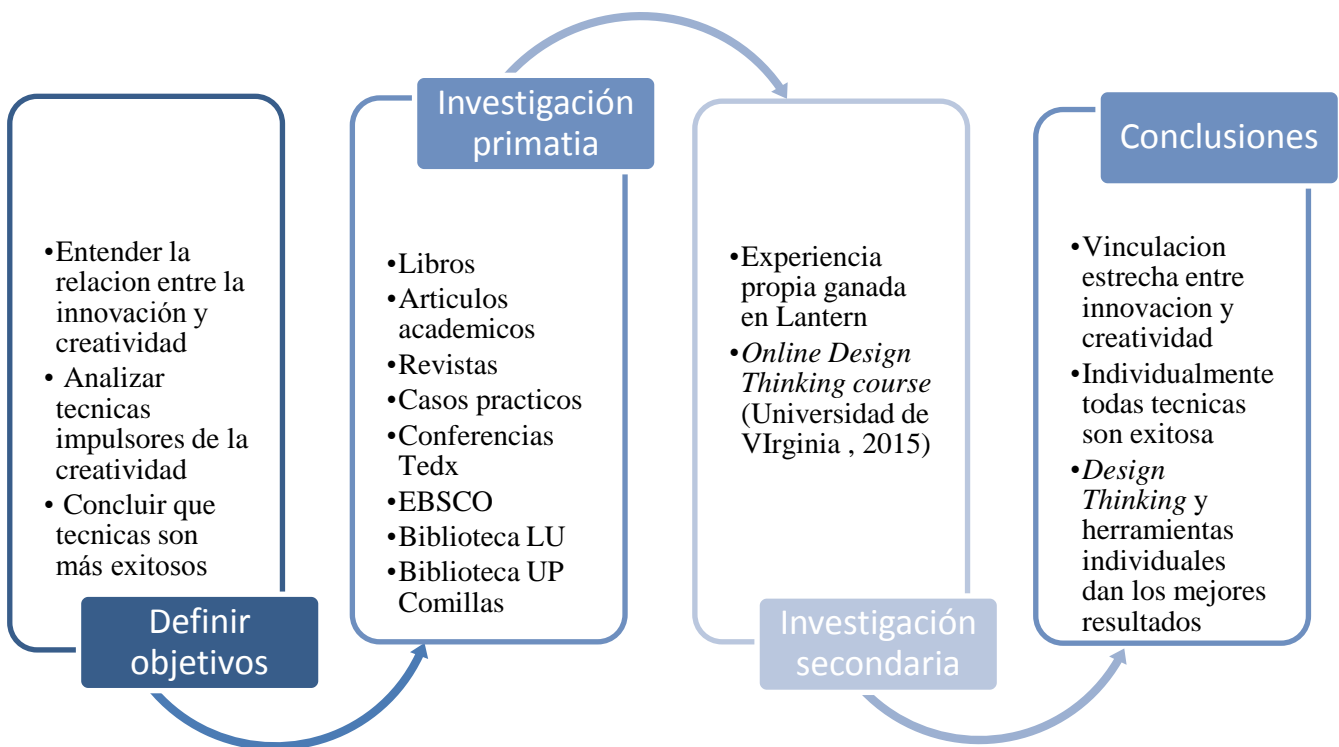 •Entender la
relacion entre la
innovación y
creatividad
• Analizar
tecnicas
impulsores de la
creatividad
• Concluir que
tecnicas son
más exitosos
Definir
objetivos
Investigación
primatia
•Libros
•Articulos
academicos
•Revistas
•Casos practicos
•Conferencias
Tedx
•EBSCO
•Biblioteca LU
•Biblioteca UP
Comillas
•Experiencia
propia ganada
en Lantern
•Online Design
Thinking course
(Universidad de
VIrginia , 2015)
Investigación
secondaria
Conclusiones
•Vinculacion
estrecha entre
innovacion y
creatividad
•Individualmente
todas tecnicas
son exitosa
•Design
Thinking y
herramientas
individuales
dan los mejores
resultados